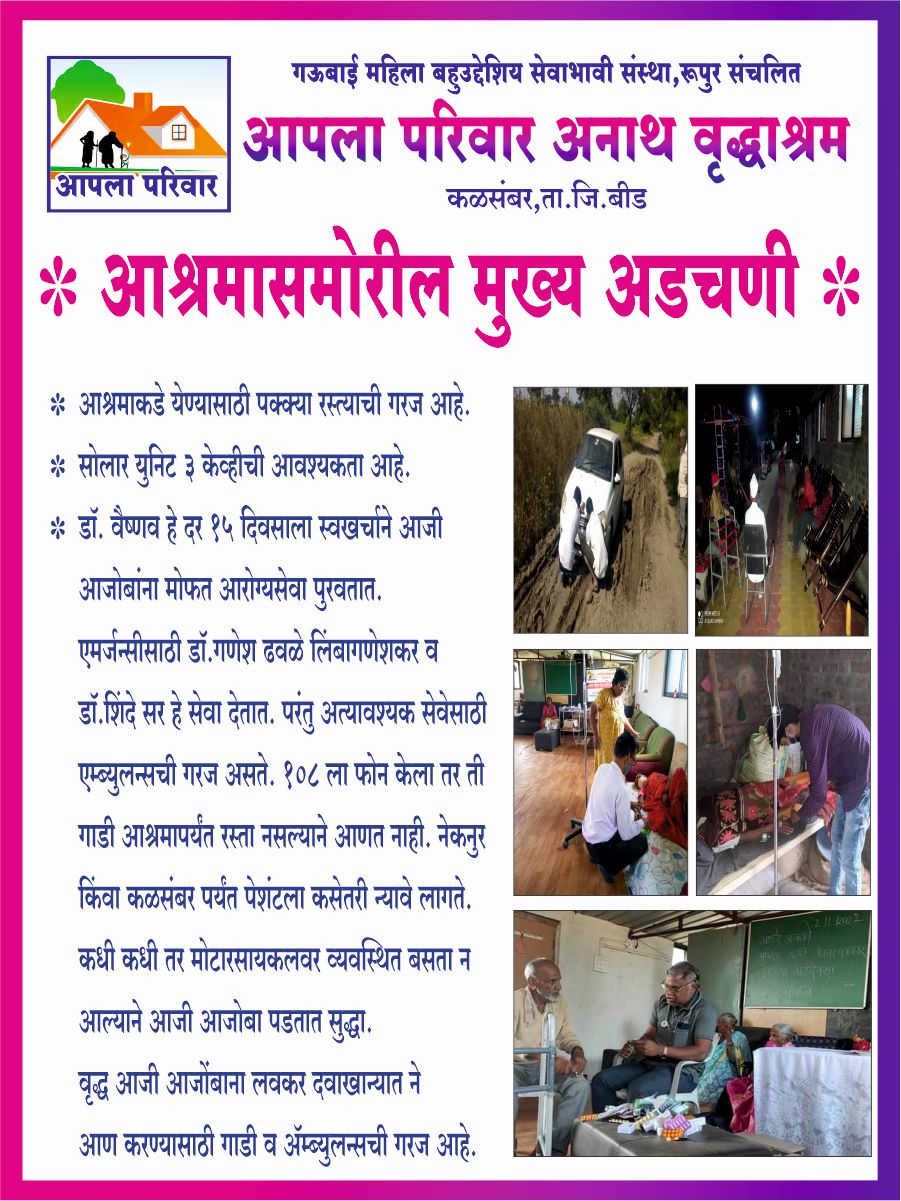 गऊबाई महिला बहुउद्देशिय सेवाभावी संस्था,रूपुर संचलित
आपला परिवार अनाथ वृद्धाश्रम
आपला परिवार
कळसंबर,ता.जि.बीड
* आश्रमासमोरील मुख्य अडचणी *
* आश्रमाकडे येण्यासाठी पक्क्या रस्त्याची गरज आहे.
* सोलार युनिट ३ केव्हीची आवश्यकता आहे.
* डॉ. वैष्णव हे दर १५ दिवसाला स्वखर्चाने आजी
आजोबांना मोफत आरोग्यसेवा पुरवतात.
एमर्जन्सीसाठी डॉ.गणेश ढवळे लिंबागणेशकर व
डॉ.शिंदे सर हे सेवा देतात. परंतु अत्यावश्यक सेवेसाठी
एम्ब्युलन्सची गरज असते. १०८ ला फोन केला तर ती
गाडी आश्रमापर्यंत रस्ता नसल्याने आणत नाही. नेकनुर
किंवा कळसंबर पर्यंत पेशंटला कसेतरी न्यावे लागते.
कधी कधी तर मोटारसायकलवर व्यवस्थित बसता न
आल्याने आजी आजोबा पडतात सुद्धा.
वृद्ध आजी आजोंबाना लवकर दवाखान्यात ने
आण करण्यासाठी गाडी व ॲम्ब्युलन्सची गरज आहे.
2/11/2022